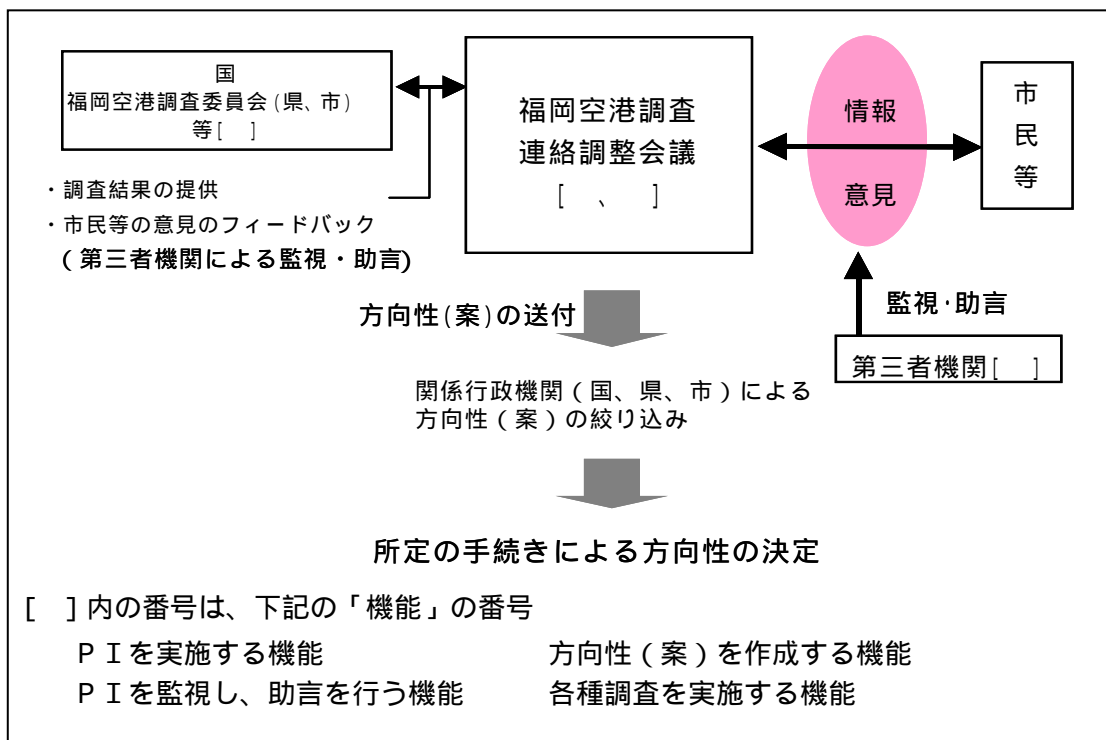 国
福岡空港調査委員会(県、市)
等[　]
福岡空港調査
連絡調整会議
[　、　]
情報
意見
市
民
等
・調査結果の提供
・市民等の意見のフィードバック
(第三者機関による監視・助言)
監視・助言
第三者機関[　]
方向性(案)の送付
関係行政機関(国、県、市)による
方向性(案)の絞り込み
所定の手続きによる方向性の決定
[　]内の番号は、下記の「機能」の番号
ＰＩを実施する機能　方向性(案)を作成する機能
ＰＩを監視し、助言を行う機能　各種調査を実施する機能